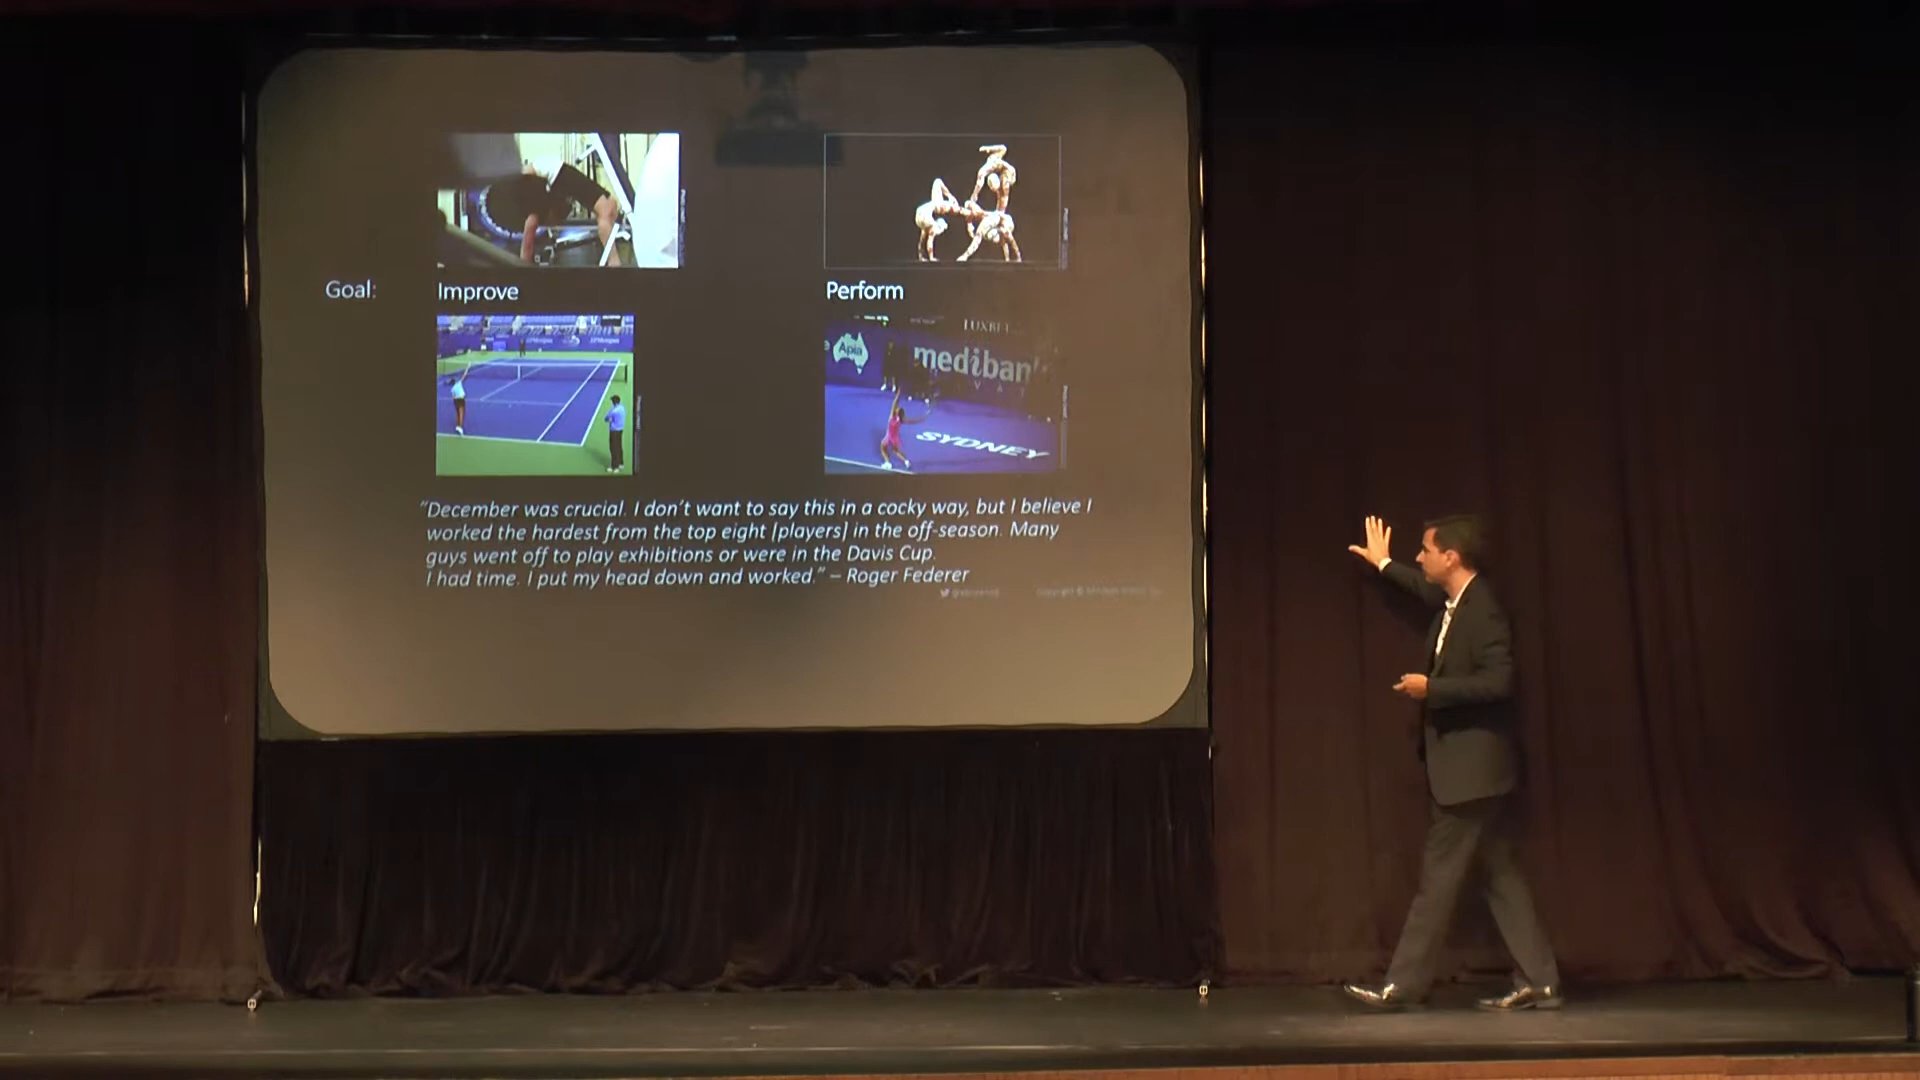 Goal: Improve Perform
LUXBET
Apia
medibank
SYDNEY
“December was crucial. I don’t want to say this in a cocky way, but I believe I
worked the hardest from the top eight [players] in the off-season. Many
guys went off to play exhibitions or were in the Davis Cup.
I had time. I put my head down and worked.” – Roger Federer